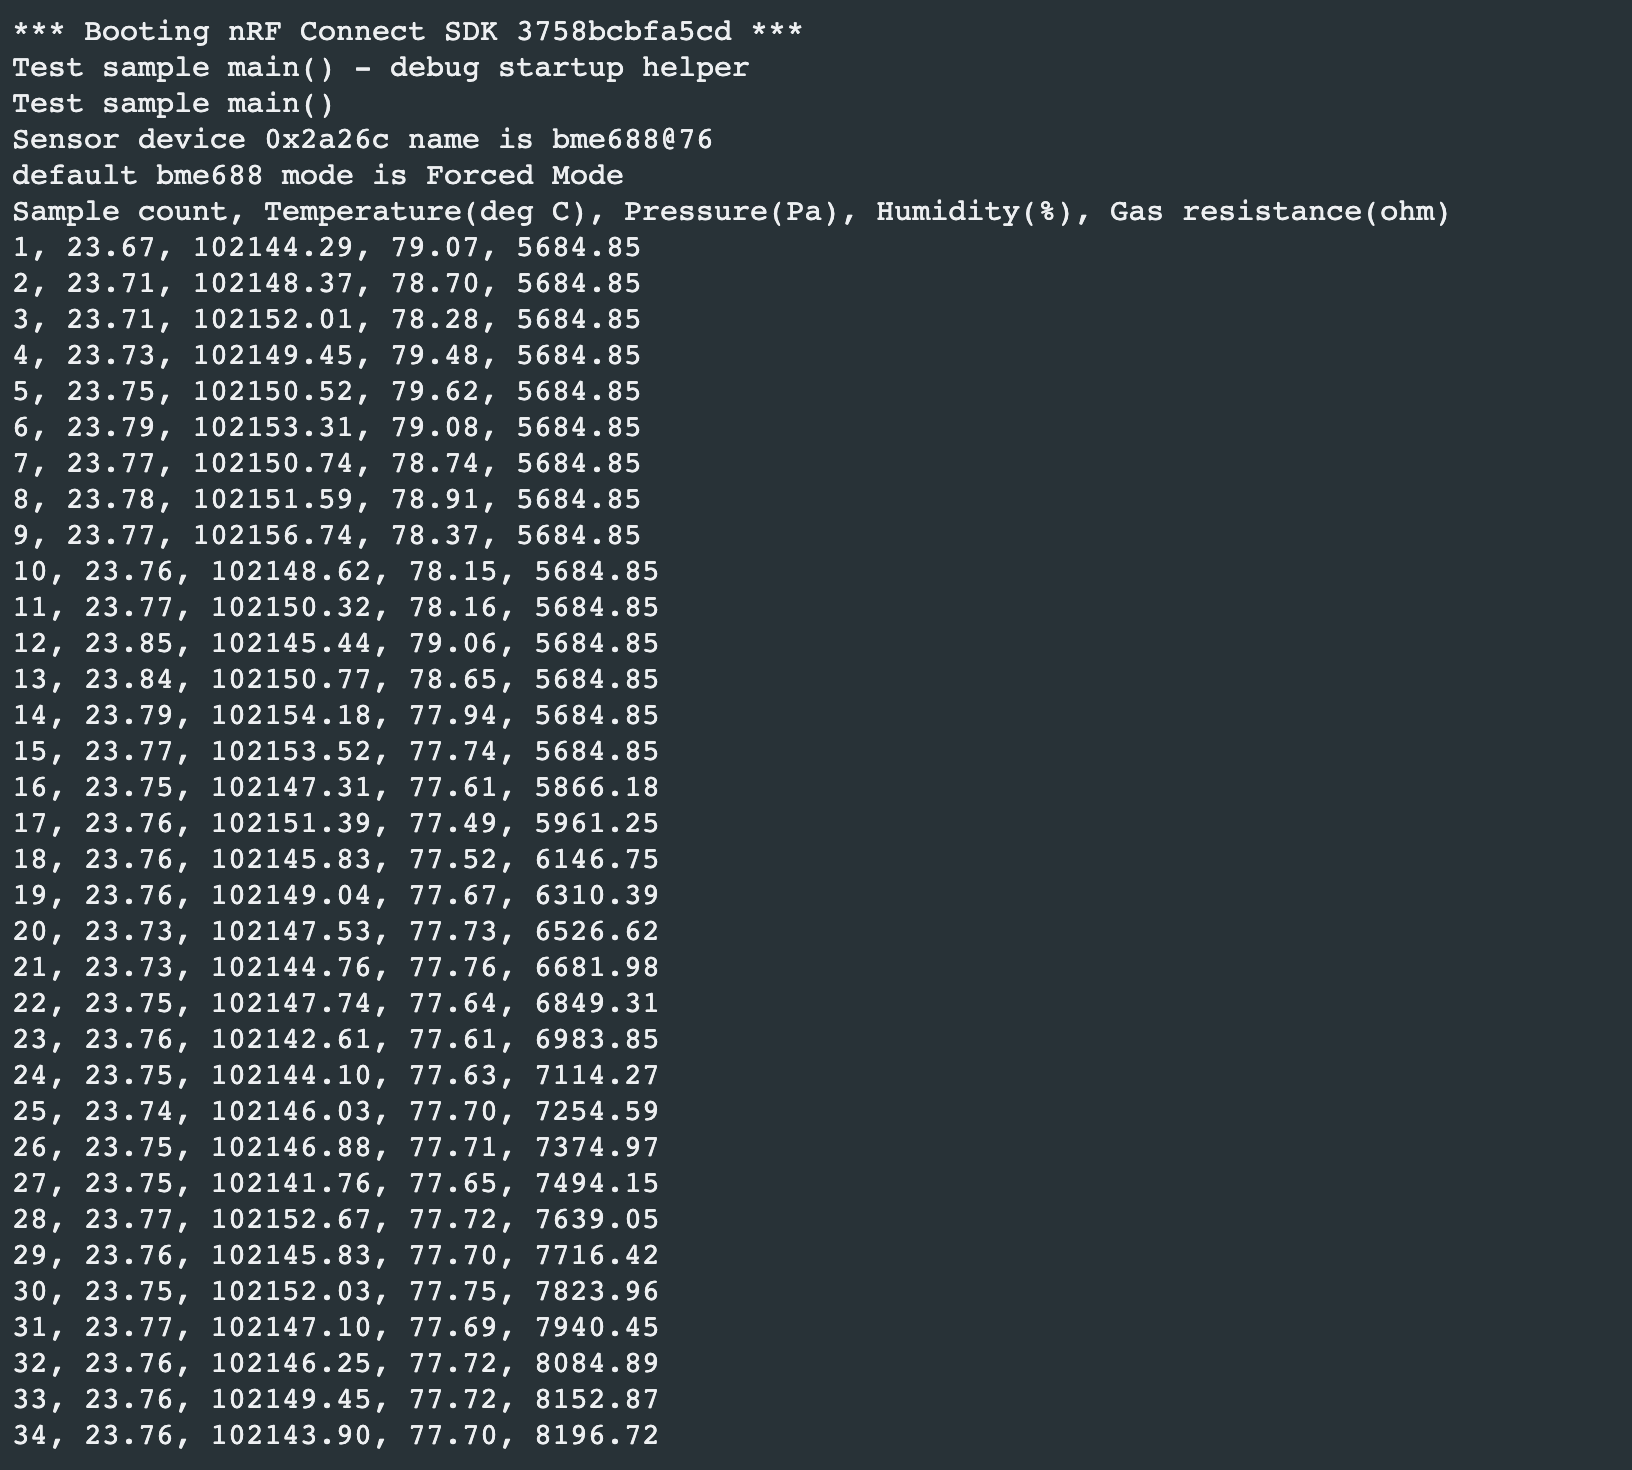 *** Booting nRF Connect SDK 3758bcbfa5cd ***
Test sample main() – debug startup helper
Test sample main()
Sensor device 0x2a26c name is bme688@76
default bme688 mode is Forced Mode
Sample count, Temperature(deg C), Pressure(Pa), Humidity(%), Gas resistance(ohm)
1, 23.67, 102144.29, 79.07, 5684.85
2, 23.71, 102148.37, 78.70, 5684.85
3, 23.71, 102152.01, 78.28, 5684.85
4, 23.73, 102149.45, 79.48, 5684.85
5, 23.75, 102150.52, 79.62, 5684.85
6, 23.79, 102153.31, 79.08, 5684.85
7, 23.77, 102150.74, 78.74, 5684.85
8, 23.78, 102151.59, 78.91, 5684.85
9, 23.77, 102156.74, 78.37, 5684.85
10, 23.76, 102148.62, 78.15, 5684.85
11, 23.77, 102150.32, 78.16, 5684.85
12, 23.85, 102145.44, 79.06, 5684.85
13, 23.84, 102150.77, 78.65, 5684.85
14, 23.79, 102154.18, 77.94, 5684.85
15, 23.77, 102153.52, 77.74, 5684.85
16, 23.75, 102147.31, 77.61, 5866.18
17, 23.76, 102151.39, 77.49, 5961.25
18, 23.76, 102145.83, 77.52, 6146.75
19, 23.76, 102149.04, 77.67, 6310.39
20, 23.73, 102147.53, 77.73, 6526.62
21, 23.73, 102144.76, 77.76, 6681.98
22, 23.75, 102147.74, 77.64, 6849.31
23, 23.76, 102142.61, 77.61, 6983.85
24, 23.75, 102144.10, 77.63, 7114.27
25, 23.74, 102146.03, 77.70, 7254.59
26, 23.75, 102146.88, 77.71, 7374.97
27, 23.75, 102141.76, 77.65, 7494.15
28, 23.77, 102152.67, 77.72, 7639.05
29, 23.76, 102145.83, 77.70, 7716.42
30, 23.75, 102152.03, 77.75, 7823.96
31, 23.77, 102147.10, 77.69, 7940.45
32, 23.76, 102146.25, 77.72, 8084.89
33, 23.76, 102149.45, 77.72, 8152.87
34, 23.76, 102143.90, 77.70, 8196.72